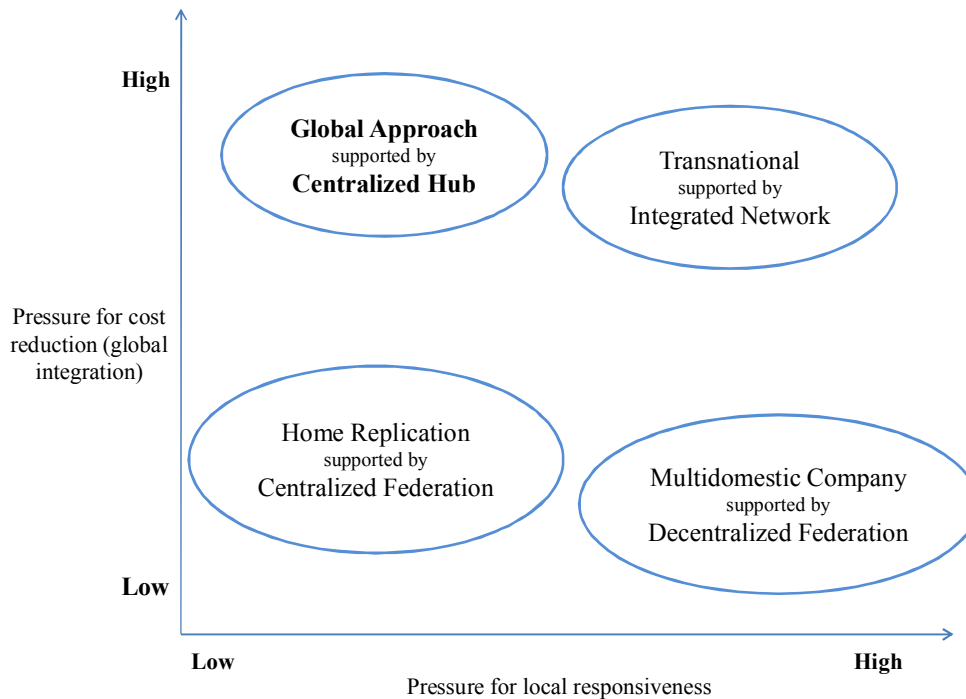 High
Global Approach
supported by
Centralized Hub
Transnational
supported by
Integrated Network
Pressure for cost
reduction (global
integration)
Home Replication
supported by
Centralized Federation
Multidomestic Company
supported by
Decentralized Federation
Low
Low
High
Pressure for local responsiveness